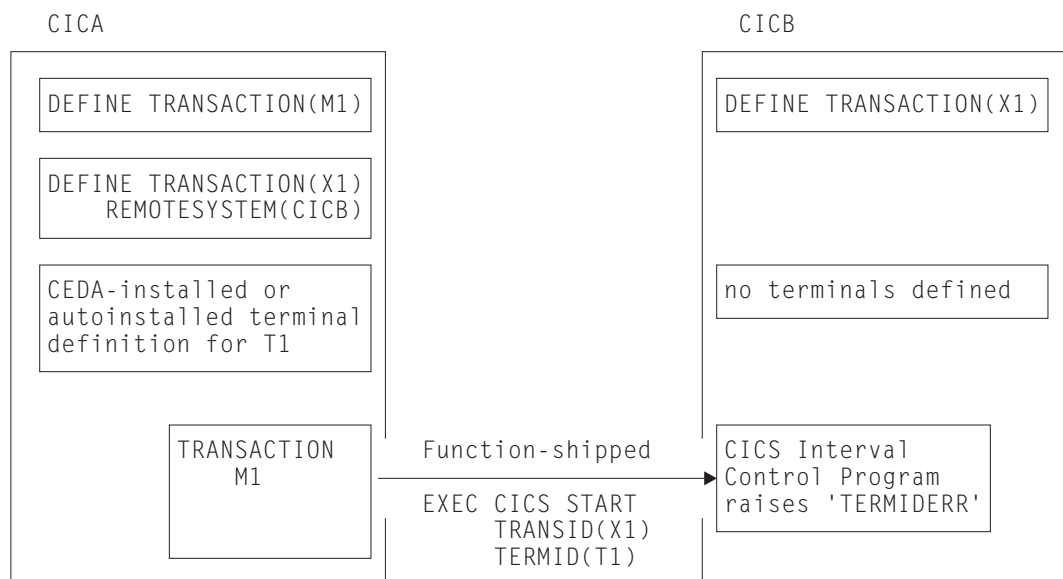 CICA
CICB
DEFINE TRANSACTION(M1)
DEFINE TRANSACTION(X1)
DEFINE TRANSACTION(X1)
REMOTESYSTEM(CICB)
CEDA-installed or
autoinstalled terminal
definition for T1
no terminals defined
TRANSACTION
M1
Function-shipped
EXEC CICS START
TRANSID(X1)
TERMID(T1)
CICS Interval
Control Program
raises 'TERMIDERR'